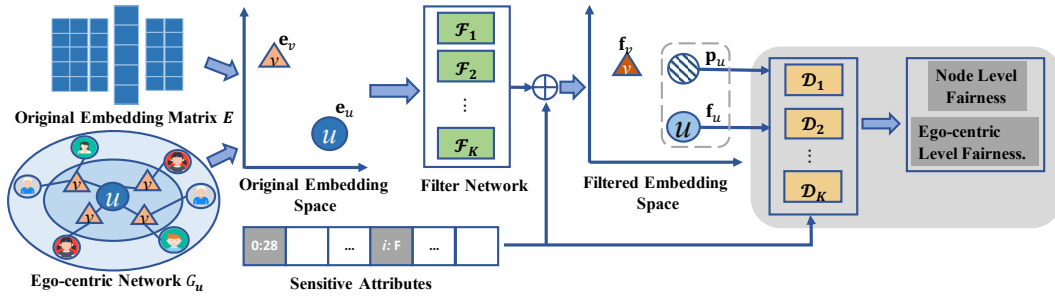 Original Embedding Matrix E
v
v
u
v
v
Ego-centric Network G_u
e_v
v
e_u
u
Original Embedding
Space
F_1
F_2
⋮
F_K
Filter Network
0:28
...
i: F
...
Sensitive Attributes
f_v
v
p_u
u
f_u
Filtered Embedding
Space
D_1
D_2
⋮
D_K
Node Level
Fairness
Ego-centric
Level Fairness.